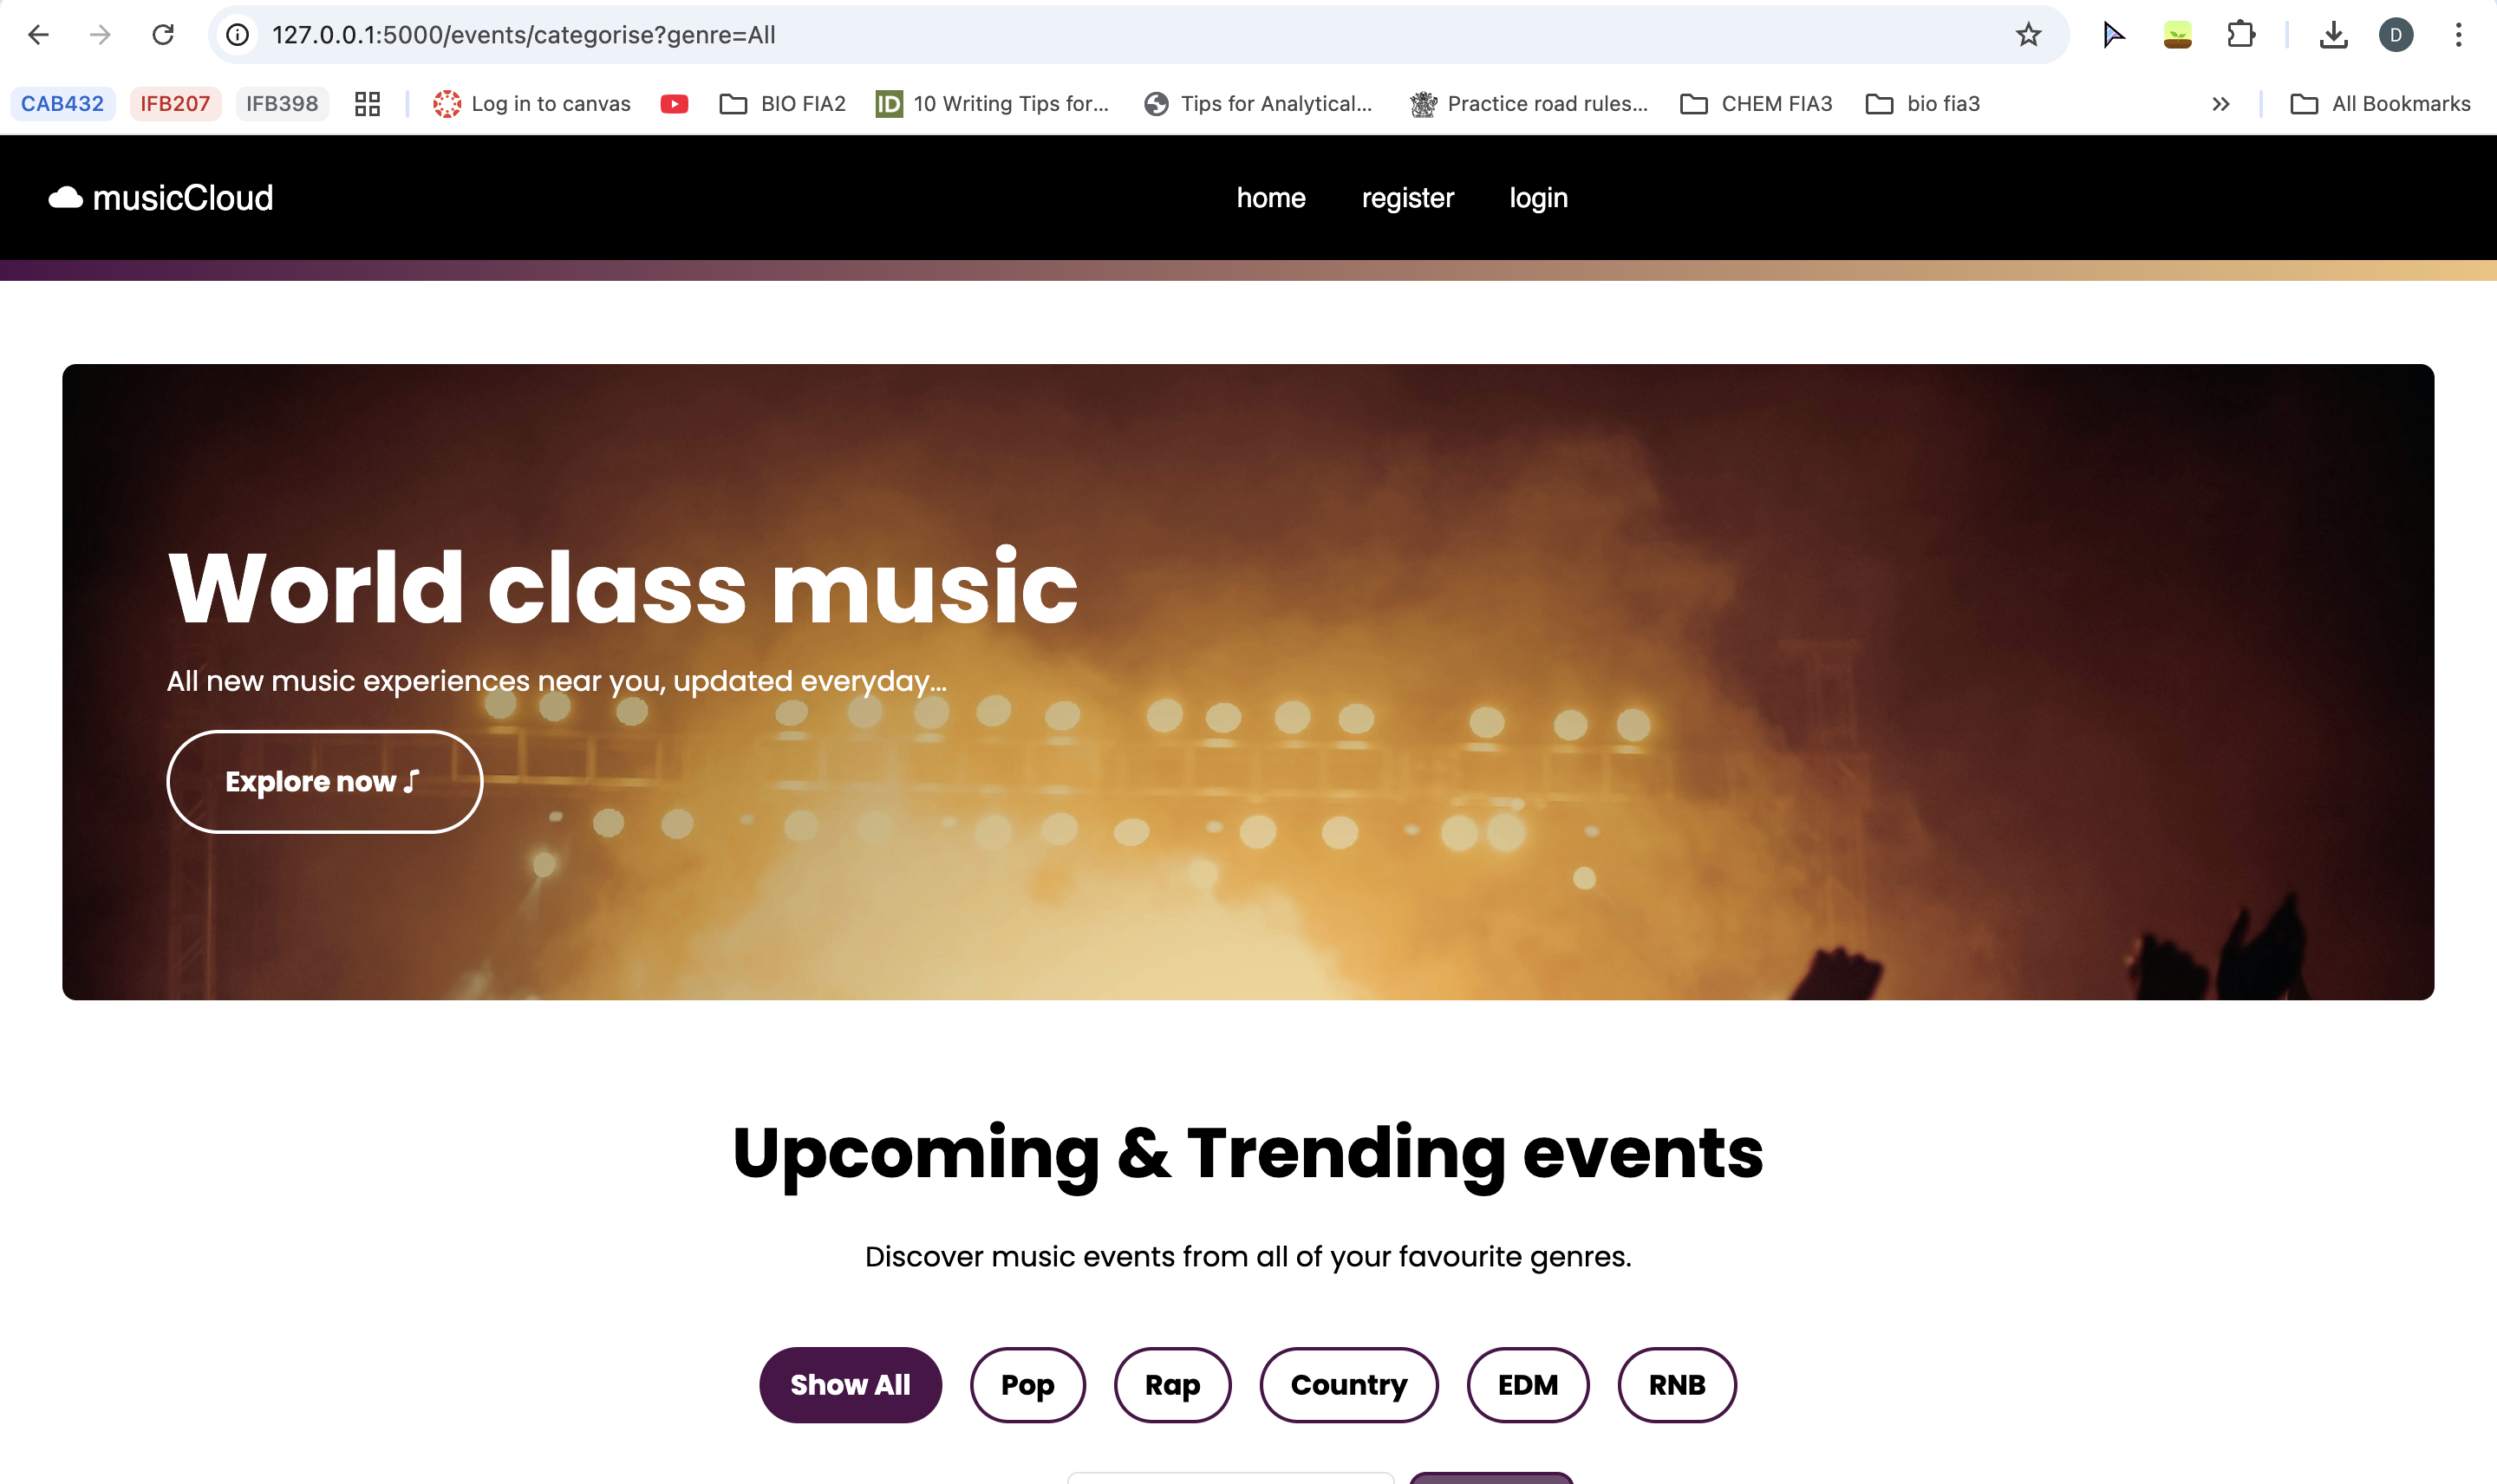 127.0.0.1:5000/events/categorise?genre=All
D
CAB432 IFB207 IFB398 Log in to canvas BIO FIA2 ID 10 Writing Tips for... Tips for Analytical... Practice road rules... CHEM FIA3 bio fia3 All Bookmarks
musicCloud home register login
World class music
All new music experiences near you, updated everyday...
Explore now
Upcoming & Trending events
Discover music events from all of your favourite genres.
Show All Pop Rap Country EDM RNB